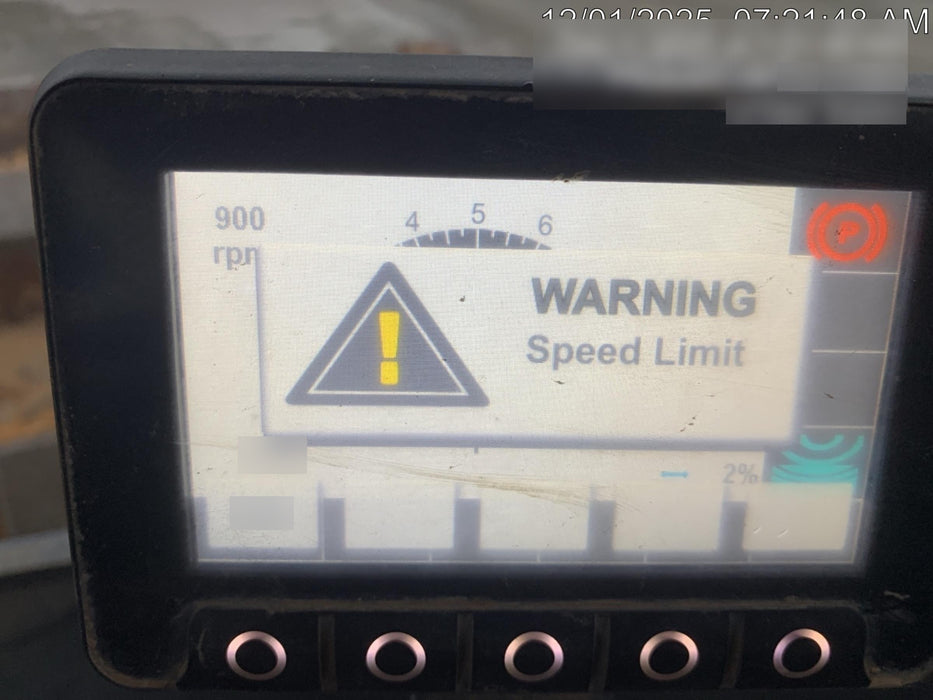 12/01/2025 07:21:48 AM
900
rpm
4 5 6
P
WARNING
Speed Limit
2%